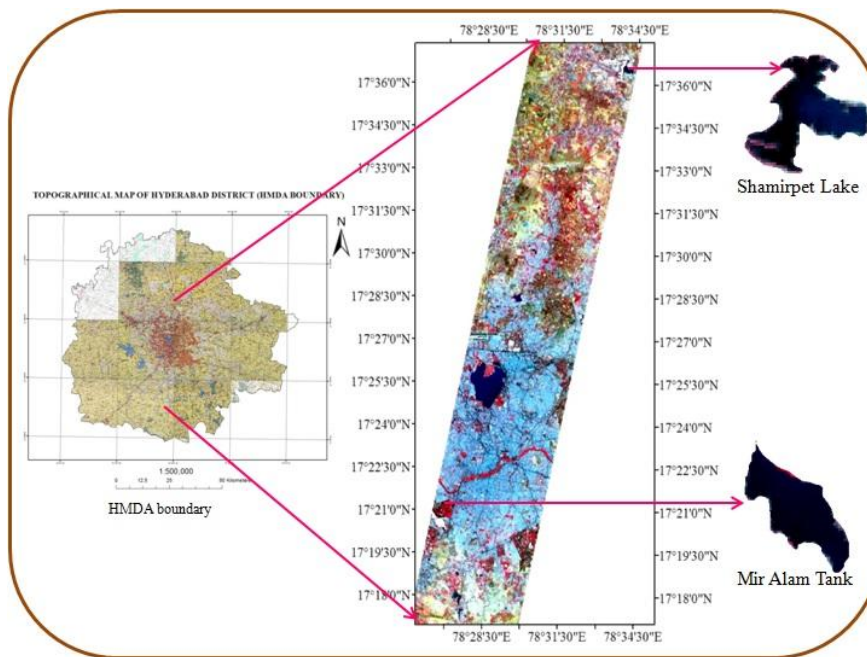 78°28'30"E 78°31'30"E 78°34'30"E
17°36'0"N
17°34'30"N
17°33'0"N
17°31'30"N
17°30'0"N
17°28'30"N
17°27'0"N
17°25'30"N
17°24'0"N
17°22'30"N
17°21'0"N
17°19'30"N
17°18'0"N
17°36'0"N
17°34'30"N
17°33'0"N
17°31'30"N
17°30'0"N
17°28'30"N
17°27'0"N
17°25'30"N
17°24'0"N
17°22'30"N
17°21'0"N
17°19'30"N
17°18'0"N
78°28'30"E 78°31'30"E 78°34'30"E
TOPOGRAPHICAL MAP OF HYDERABAD DISTRICT (HMDA BOUNDARY)
N
1:500,000
HMDA boundary
Shamirpet Lake
Mir Alam Tank